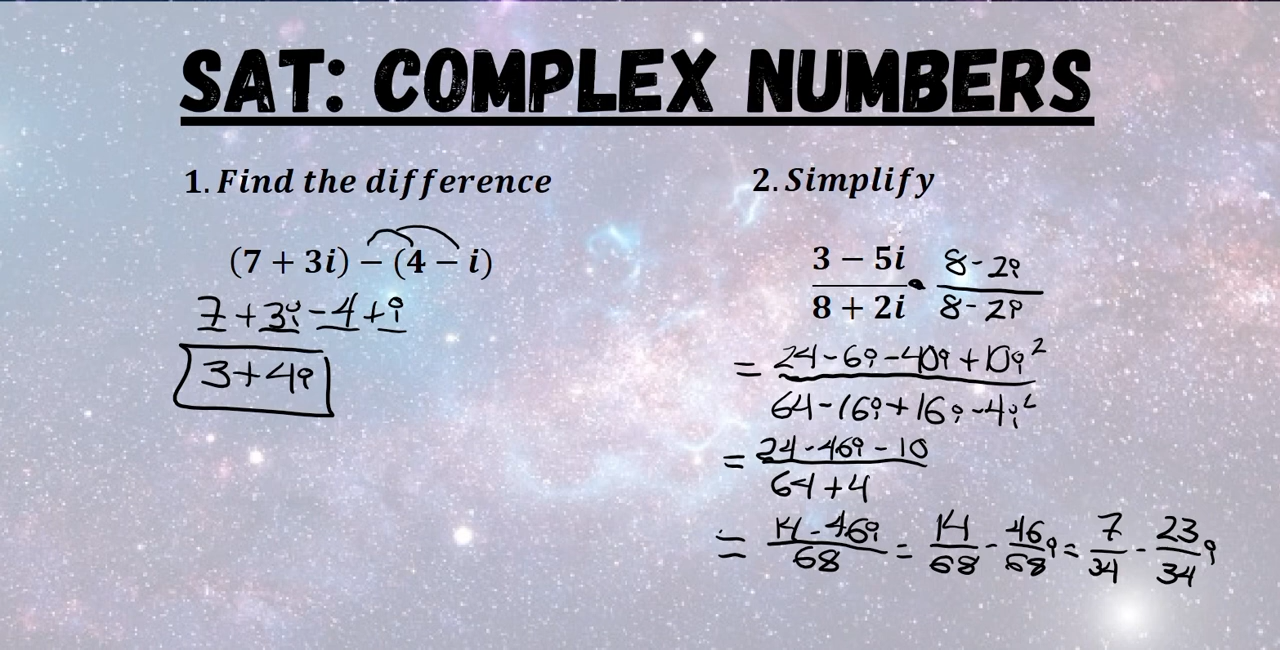 SAT: COMPLEX NUMBERS
1. Find the difference
(7 + 3i) − (4 − i)
7 + 3i - 4 + i
3 + 4i
2. Simplify
3 − 5i / 8 + 2i • 8 - 2i / 8 - 2i
= 24 - 6i - 40i + 10i² / 64 - 16i + 16i - 4i²
= 24 - 46i - 10 / 64 + 4
= 14 - 46i / 68 = 14/68 - 46/68 i = 7/34 - 23/34 i